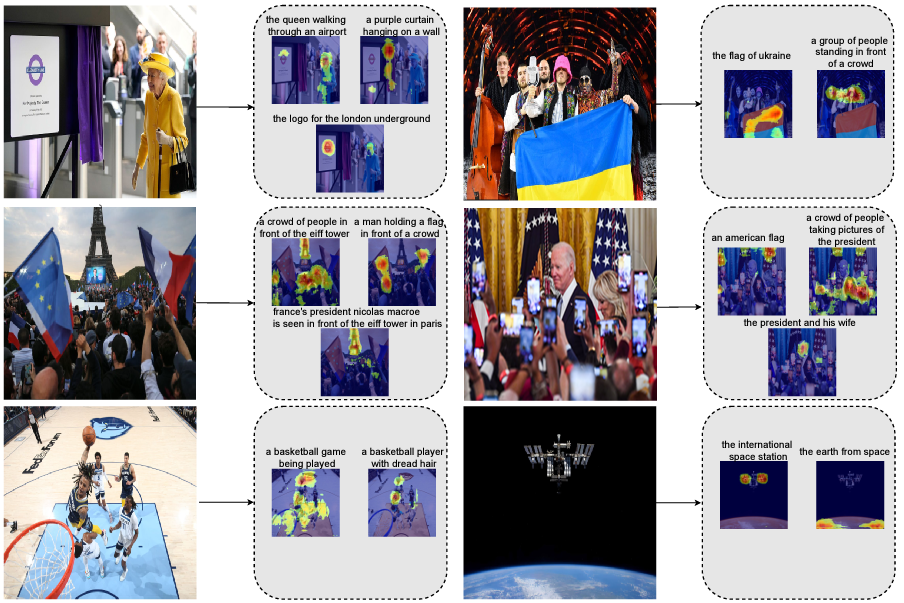 the queen walking
through an airport
a purple curtain
hanging on a wall
the logo for the london underground
the flag of ukraine
a group of people
standing in front
of a crowd
a crowd of people in
front of the eiff tower
a man holding a flag
in front of a crowd
france's president nicolas macroe
is seen in front of the eiff tower in paris
an american flag
a crowd of people
taking pictures of
the president
the president and his wife
FedExForum
a basketball game
being played
a basketball player
with dread hair
the international
space station
the earth from space